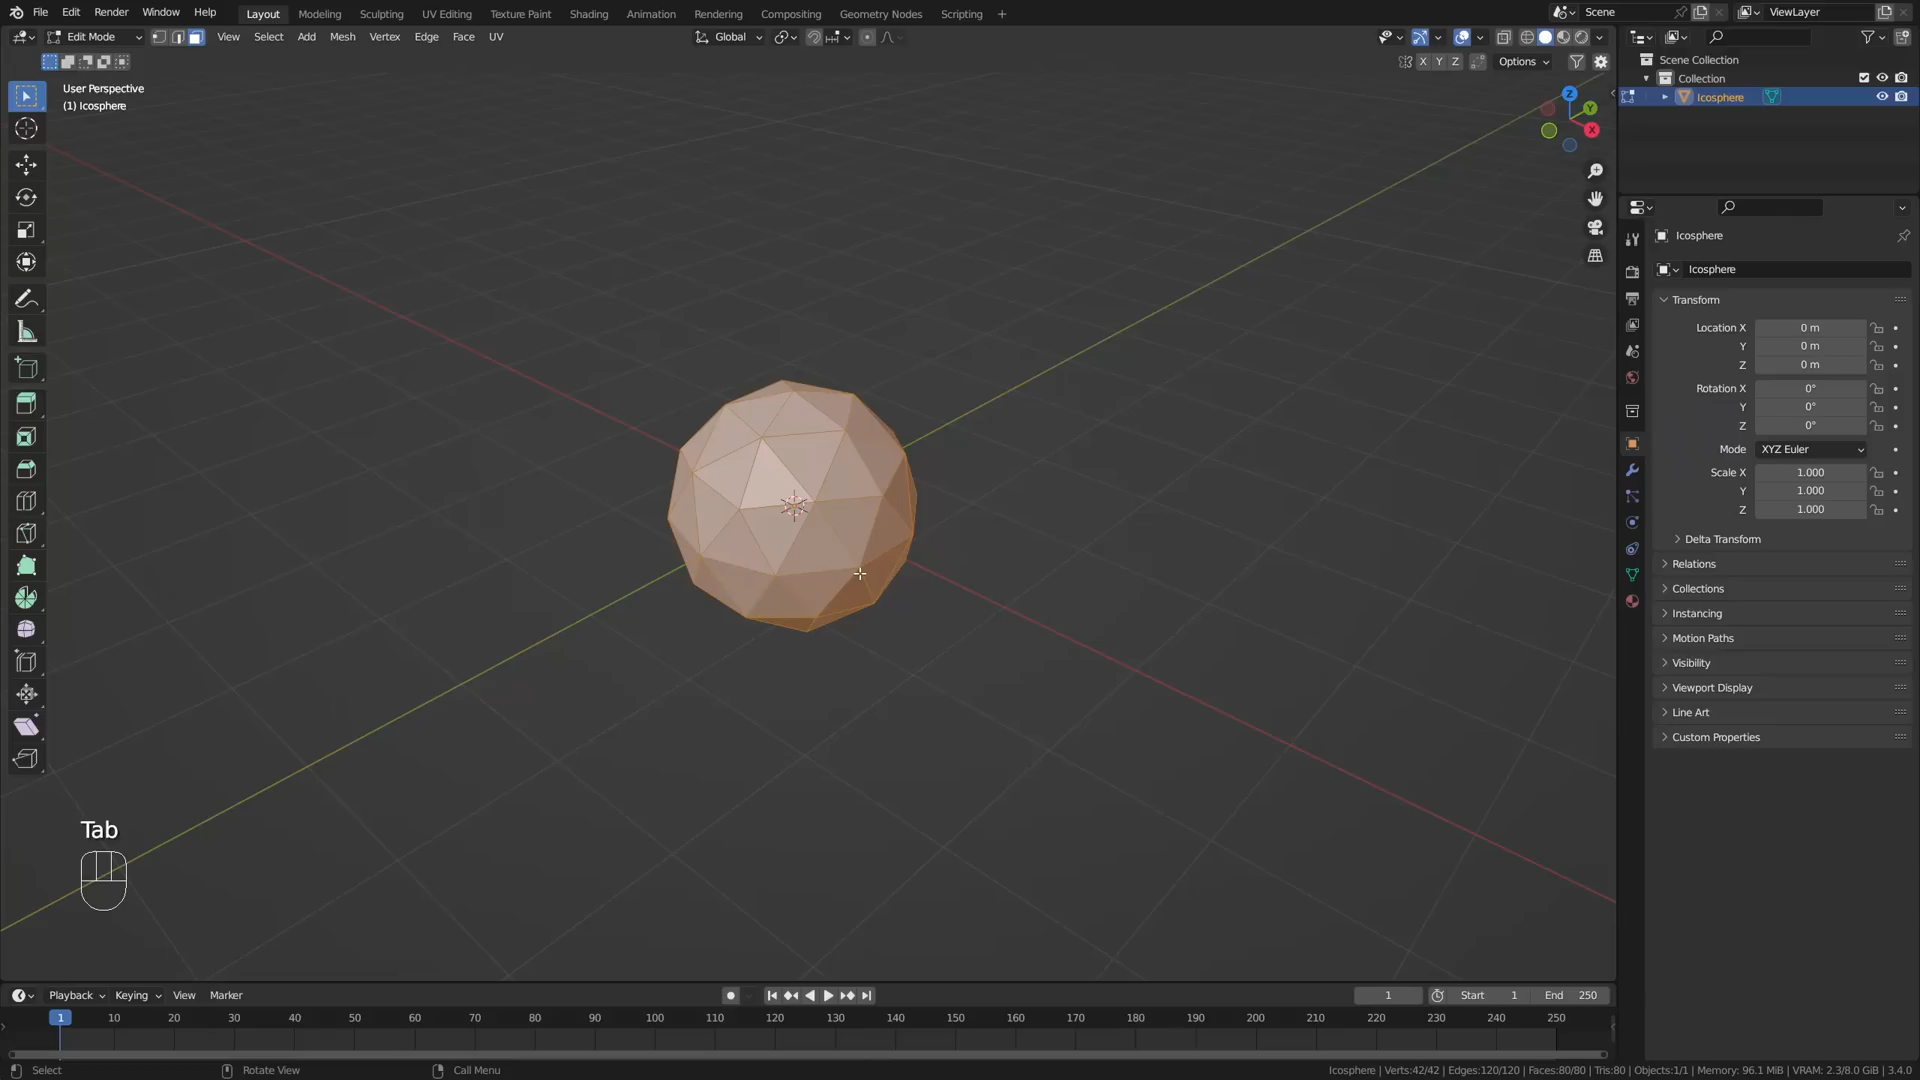 File Edit Render Window Help Layout Modeling Sculpting UV Editing Texture Paint Shading Animation Rendering Compositing Geometry Nodes Scripting + Scene ViewLayer
Edit Mode View Select Add Mesh Vertex Edge Face UV Global
X Y Z Options
User Perspective
(1) Icosphere
Z
Y
X
Scene Collection
Collection
Icosphere
Icosphere
Icosphere
Transform
Location X 0 m
Y 0 m
Z 0 m
Rotation X 0°
Y 0°
Z 0°
Mode XYZ Euler
Scale X 1.000
Y 1.000
Z 1.000
Delta Transform
Relations
Collections
Instancing
Motion Paths
Visibility
Viewport Display
Line Art
Custom Properties
Tab
Playback Keying View Marker 1 Start 1 End 250
1 10 20 30 40 50 60 70 80 90 100 110 120 130 140 150 160 170 180 190 200 210 220 230 240 250
Select Rotate View Call Menu Icosphere | Verts:42/42 | Edges:120/120 | Faces:80/80 | Tris:80 | Objects:1/1 | Memory: 96.1 MiB | VRAM: 2.3/8.0 GiB | 3.4.0